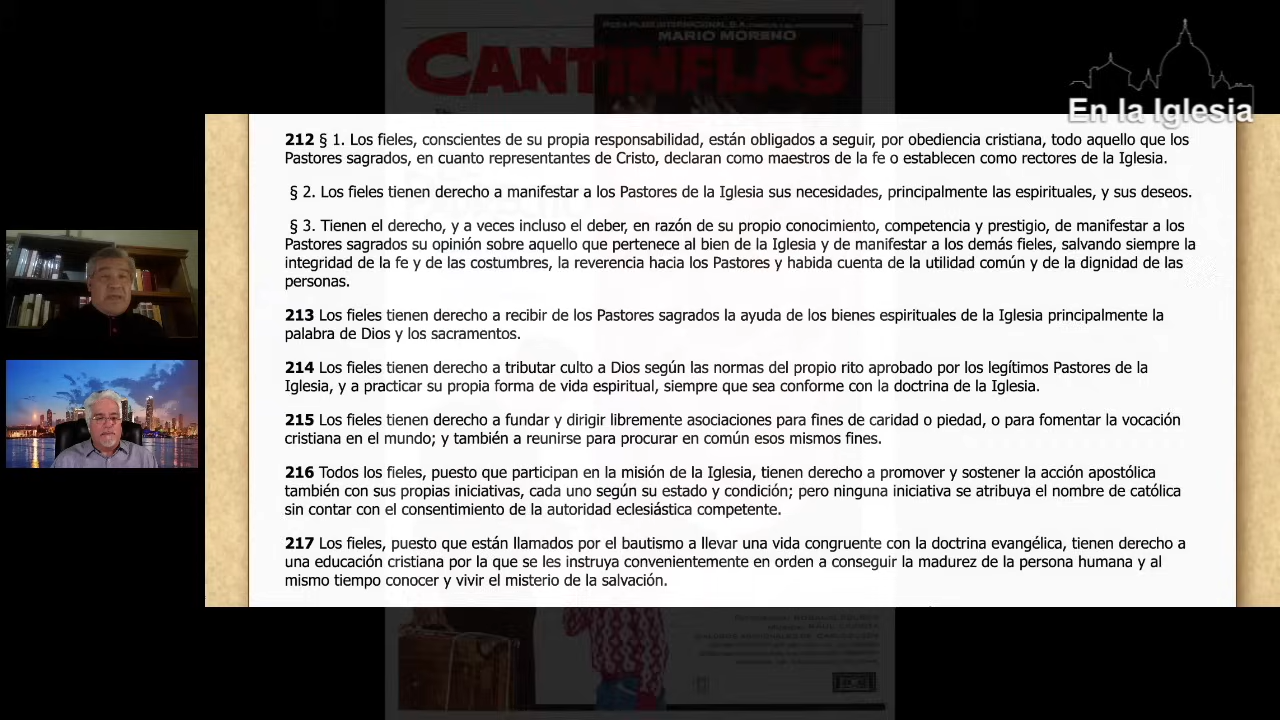 MARIO MORENO
CANTINFLAS
En la Iglesia
212 § 1. Los fieles, conscientes de su propia responsabilidad, están obligados a seguir, por obediencia cristiana, todo aquello que los
Pastores sagrados, en cuanto representantes de Cristo, declaran como maestros de la fe o establecen como rectores de la Iglesia.
§ 2. Los fieles tienen derecho a manifestar a los Pastores de la Iglesia sus necesidades, principalmente las espirituales, y sus deseos.
§ 3. Tienen el derecho, y a veces incluso el deber, en razón de su propio conocimiento, competencia y prestigio, de manifestar a los
Pastores sagrados su opinión sobre aquello que pertenece al bien de la Iglesia y de manifestar a los demás fieles, salvando siempre la
integridad de la fe y de las costumbres, la reverencia hacia los Pastores y habida cuenta de la utilidad común y de la dignidad de las
personas.
213 Los fieles tienen derecho a recibir de los Pastores sagrados la ayuda de los bienes espirituales de la Iglesia principalmente la
palabra de Dios y los sacramentos.
214 Los fieles tienen derecho a tributar culto a Dios según las normas del propio rito aprobado por los legítimos Pastores de la
Iglesia, y a practicar su propia forma de vida espiritual, siempre que sea conforme con la doctrina de la Iglesia.
215 Los fieles tienen derecho a fundar y dirigir libremente asociaciones para fines de caridad o piedad, o para fomentar la vocación
cristiana en el mundo; y también a reunirse para procurar en común esos mismos fines.
216 Todos los fieles, puesto que participan en la misión de la Iglesia, tienen derecho a promover y sostener la acción apostólica
también con sus propias iniciativas, cada uno según su estado y condición; pero ninguna iniciativa se atribuya el nombre de católica
sin contar con el consentimiento de la autoridad eclesiástica competente.
217 Los fieles, puesto que están llamados por el bautismo a llevar una vida congruente con la doctrina evangélica, tienen derecho a
una educación cristiana por la que se les instruya convenientemente en orden a conseguir la madurez de la persona humana y al
mismo tiempo conocer y vivir el misterio de la salvación.